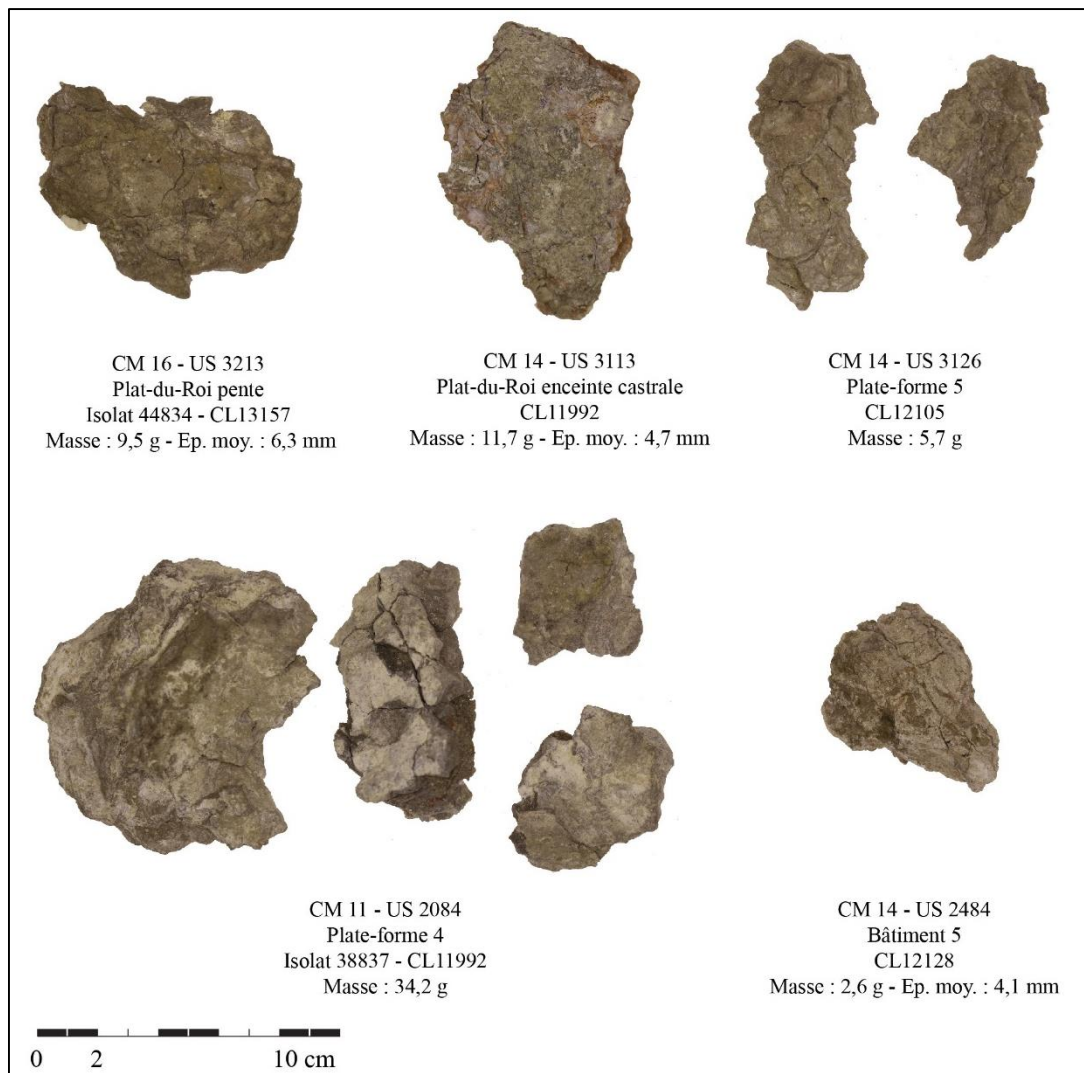 CM 16 - US 3213
Plat-du-Roi pente
Isolat 44834 - CL13157
Masse : 9,5 g - Ep. moy. : 6,3 mm
CM 14 - US 3113
Plat-du-Roi enceinte castrale
CL11992
Masse : 11,7 g - Ep. moy. : 4,7 mm
CM 14 - US 3126
Plate-forme 5
CL12105
Masse : 5,7 g
CM 11 - US 2084
Plate-forme 4
Isolat 38837 - CL11992
Masse : 34,2 g
CM 14 - US 2484
Bâtiment 5
CL12128
Masse : 2,6 g - Ep. moy. : 4,1 mm
0 2 10 cm